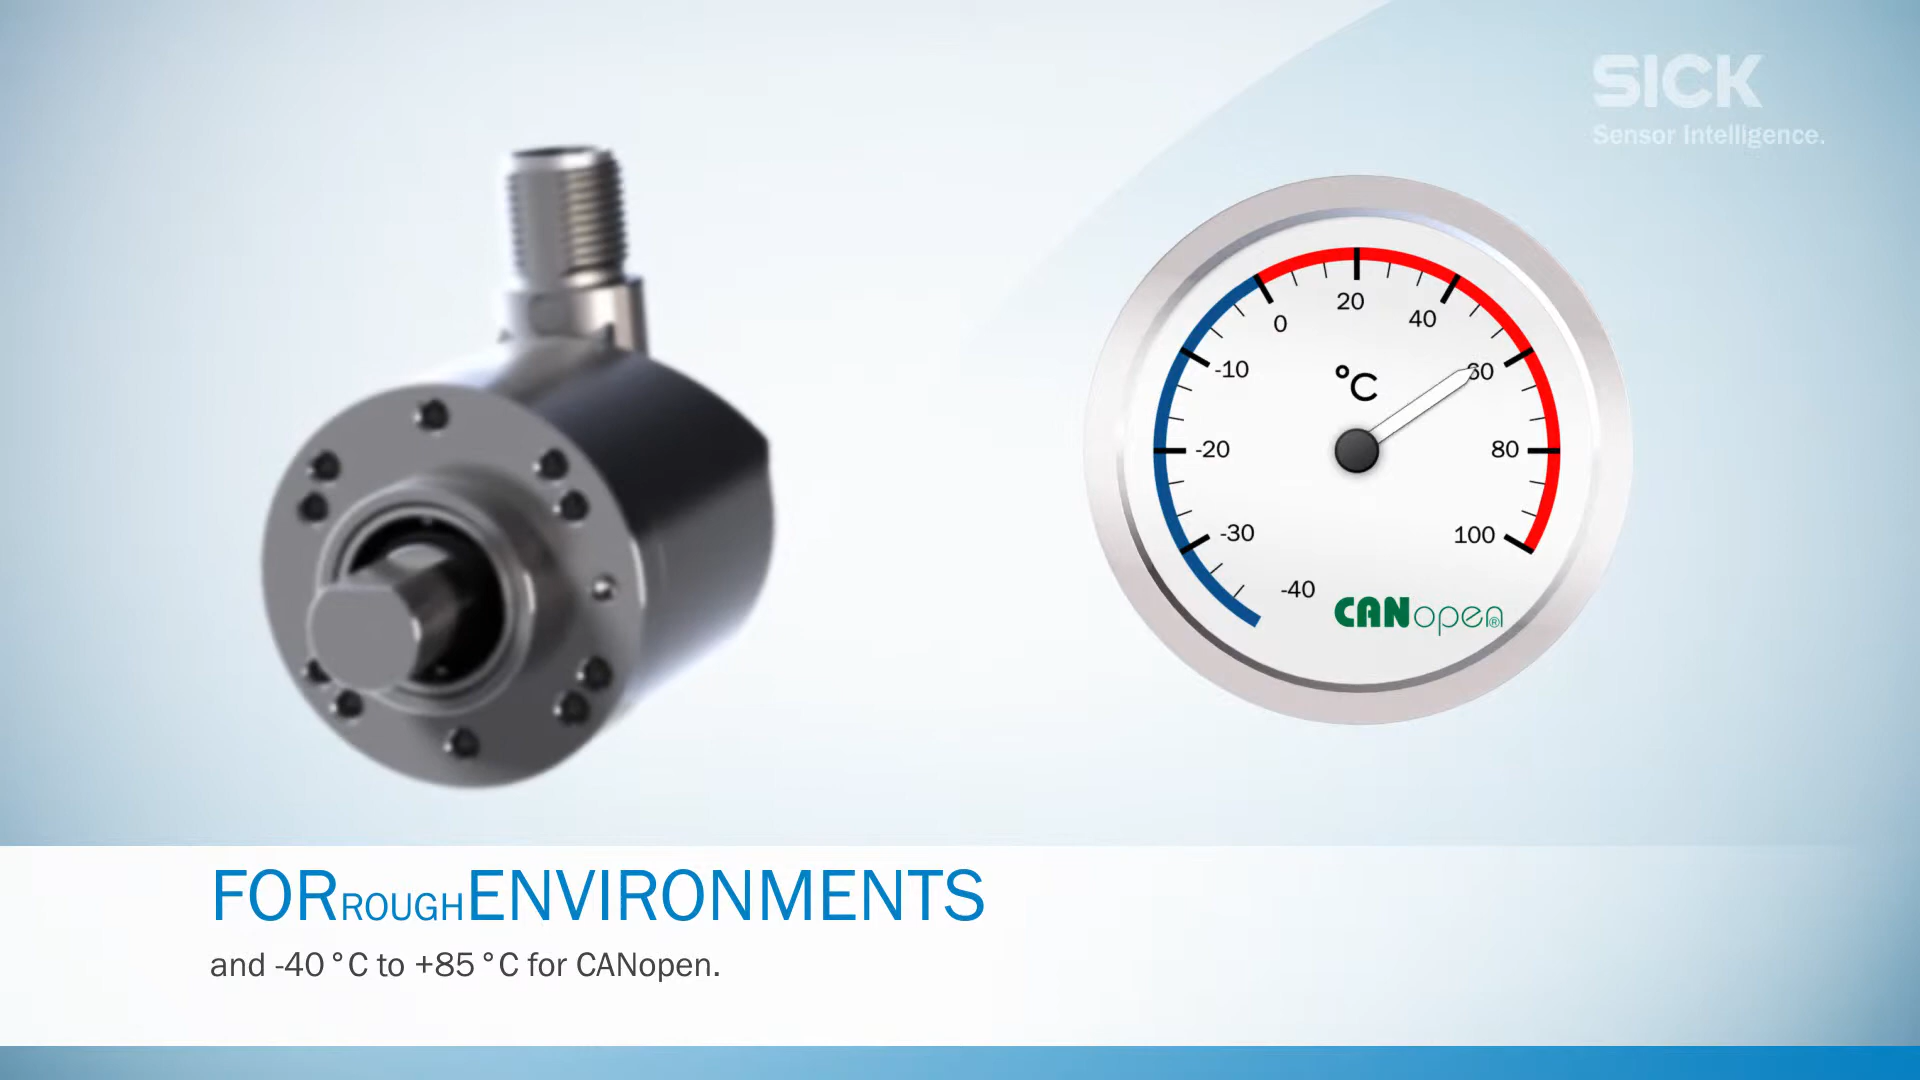 SICK
Sensor Intelligence.
20
0
40
°C
-10
60
-20
80
-30
100
-40
CANopen®
FOR ROUGH ENVIRONMENTS
and -40 °C to +85 °C for CANopen.